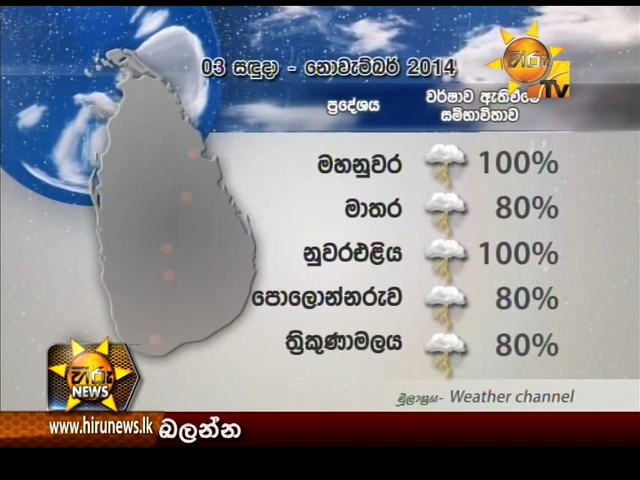 03 සඳුදා - නොවැම්බර් 2014
හිරු
TV
ප්‍රදේශය
වර්ෂාව ඇතිවීමේ
සම්භාවිතාව
මහනුවර 100%
මාතර 80%
නුවරඑළිය 100%
පොලොන්නරුව 80%
ත්‍රිකුණාමලය 80%
මූලාශ්‍රය- Weather channel
හිරු
NEWS
www.hirunews.lk බලන්න